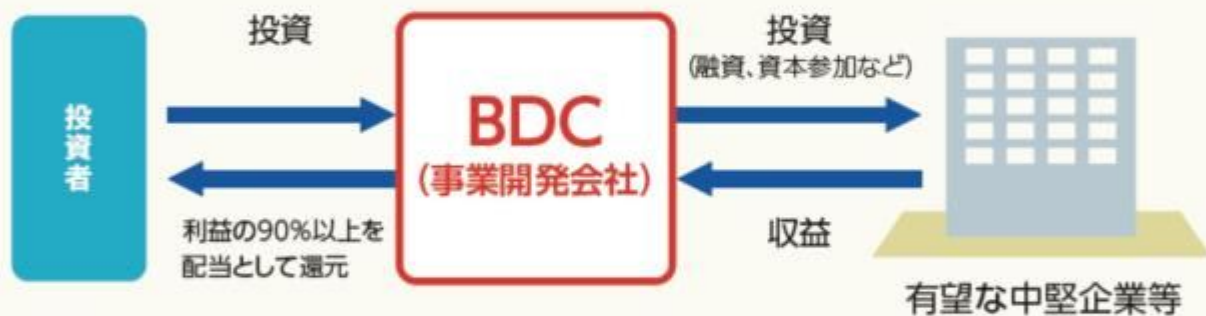 投資者
投資
利益の90%以上を
配当として還元
BDC
(事業開発会社)
投資
(融資、資本参加など)
収益
有望な中堅企業等